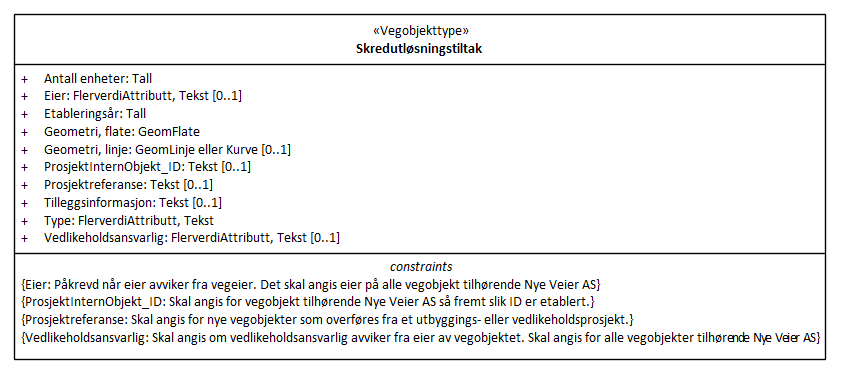 «Vegobjekttype»
Skredutløsningstiltak
+ Antall enheter: Tall
+ Eier: FlerverdiAttributt, Tekst [0..1]
+ Etableringsår: Tall
+ Geometri, flate: GeomFlate
+ Geometri, linje: GeomLinje eller Kurve [0..1]
+ ProsjektInternObjekt_ID: Tekst [0..1]
+ Prosjektreferanse: Tekst [0..1]
+ Tilleggsinformasjon: Tekst [0..1]
+ Type: FlerverdiAttributt, Tekst
+ Vedlikeholdsansvarlig: FlerverdiAttributt, Tekst [0..1]
constraints
{Eier: Påkrevd når eier avviker fra vegeier. Det skal angis eier på alle vegobjekt tilhørende Nye Veier AS}
{ProsjektInternObjekt_ID: Skal angis for vegobjekt tilhørende Nye Veier AS så fremt slik ID er etablert.}
{Prosjektreferanse: Skal angis for nye vegobjekter som overføres fra et utbyggings- eller vedlikeholdsprosjekt.}
{Vedlikeholdsansvarlig: Skal angis om vedlikeholdsansvarlig avviker fra eier av vegobjektet. Skal angis for alle vegobjekter tilhørende Nye Veier AS}